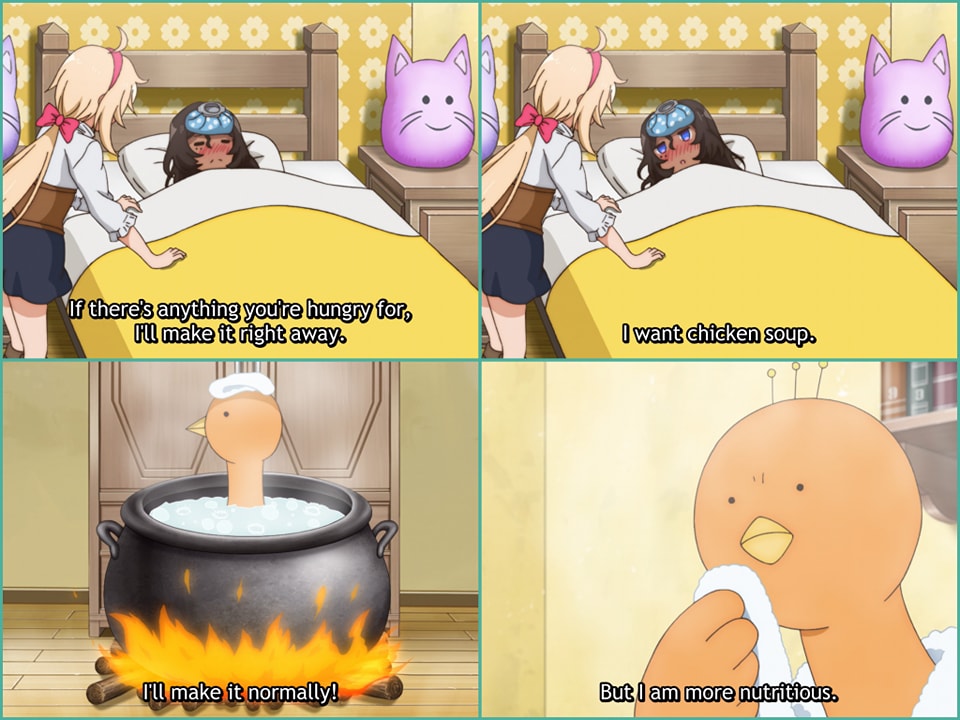 If there's anything you're hungry for,
I'll make it right away.
I want chicken soup.
I'll make it normally!
But I am more nutritious.